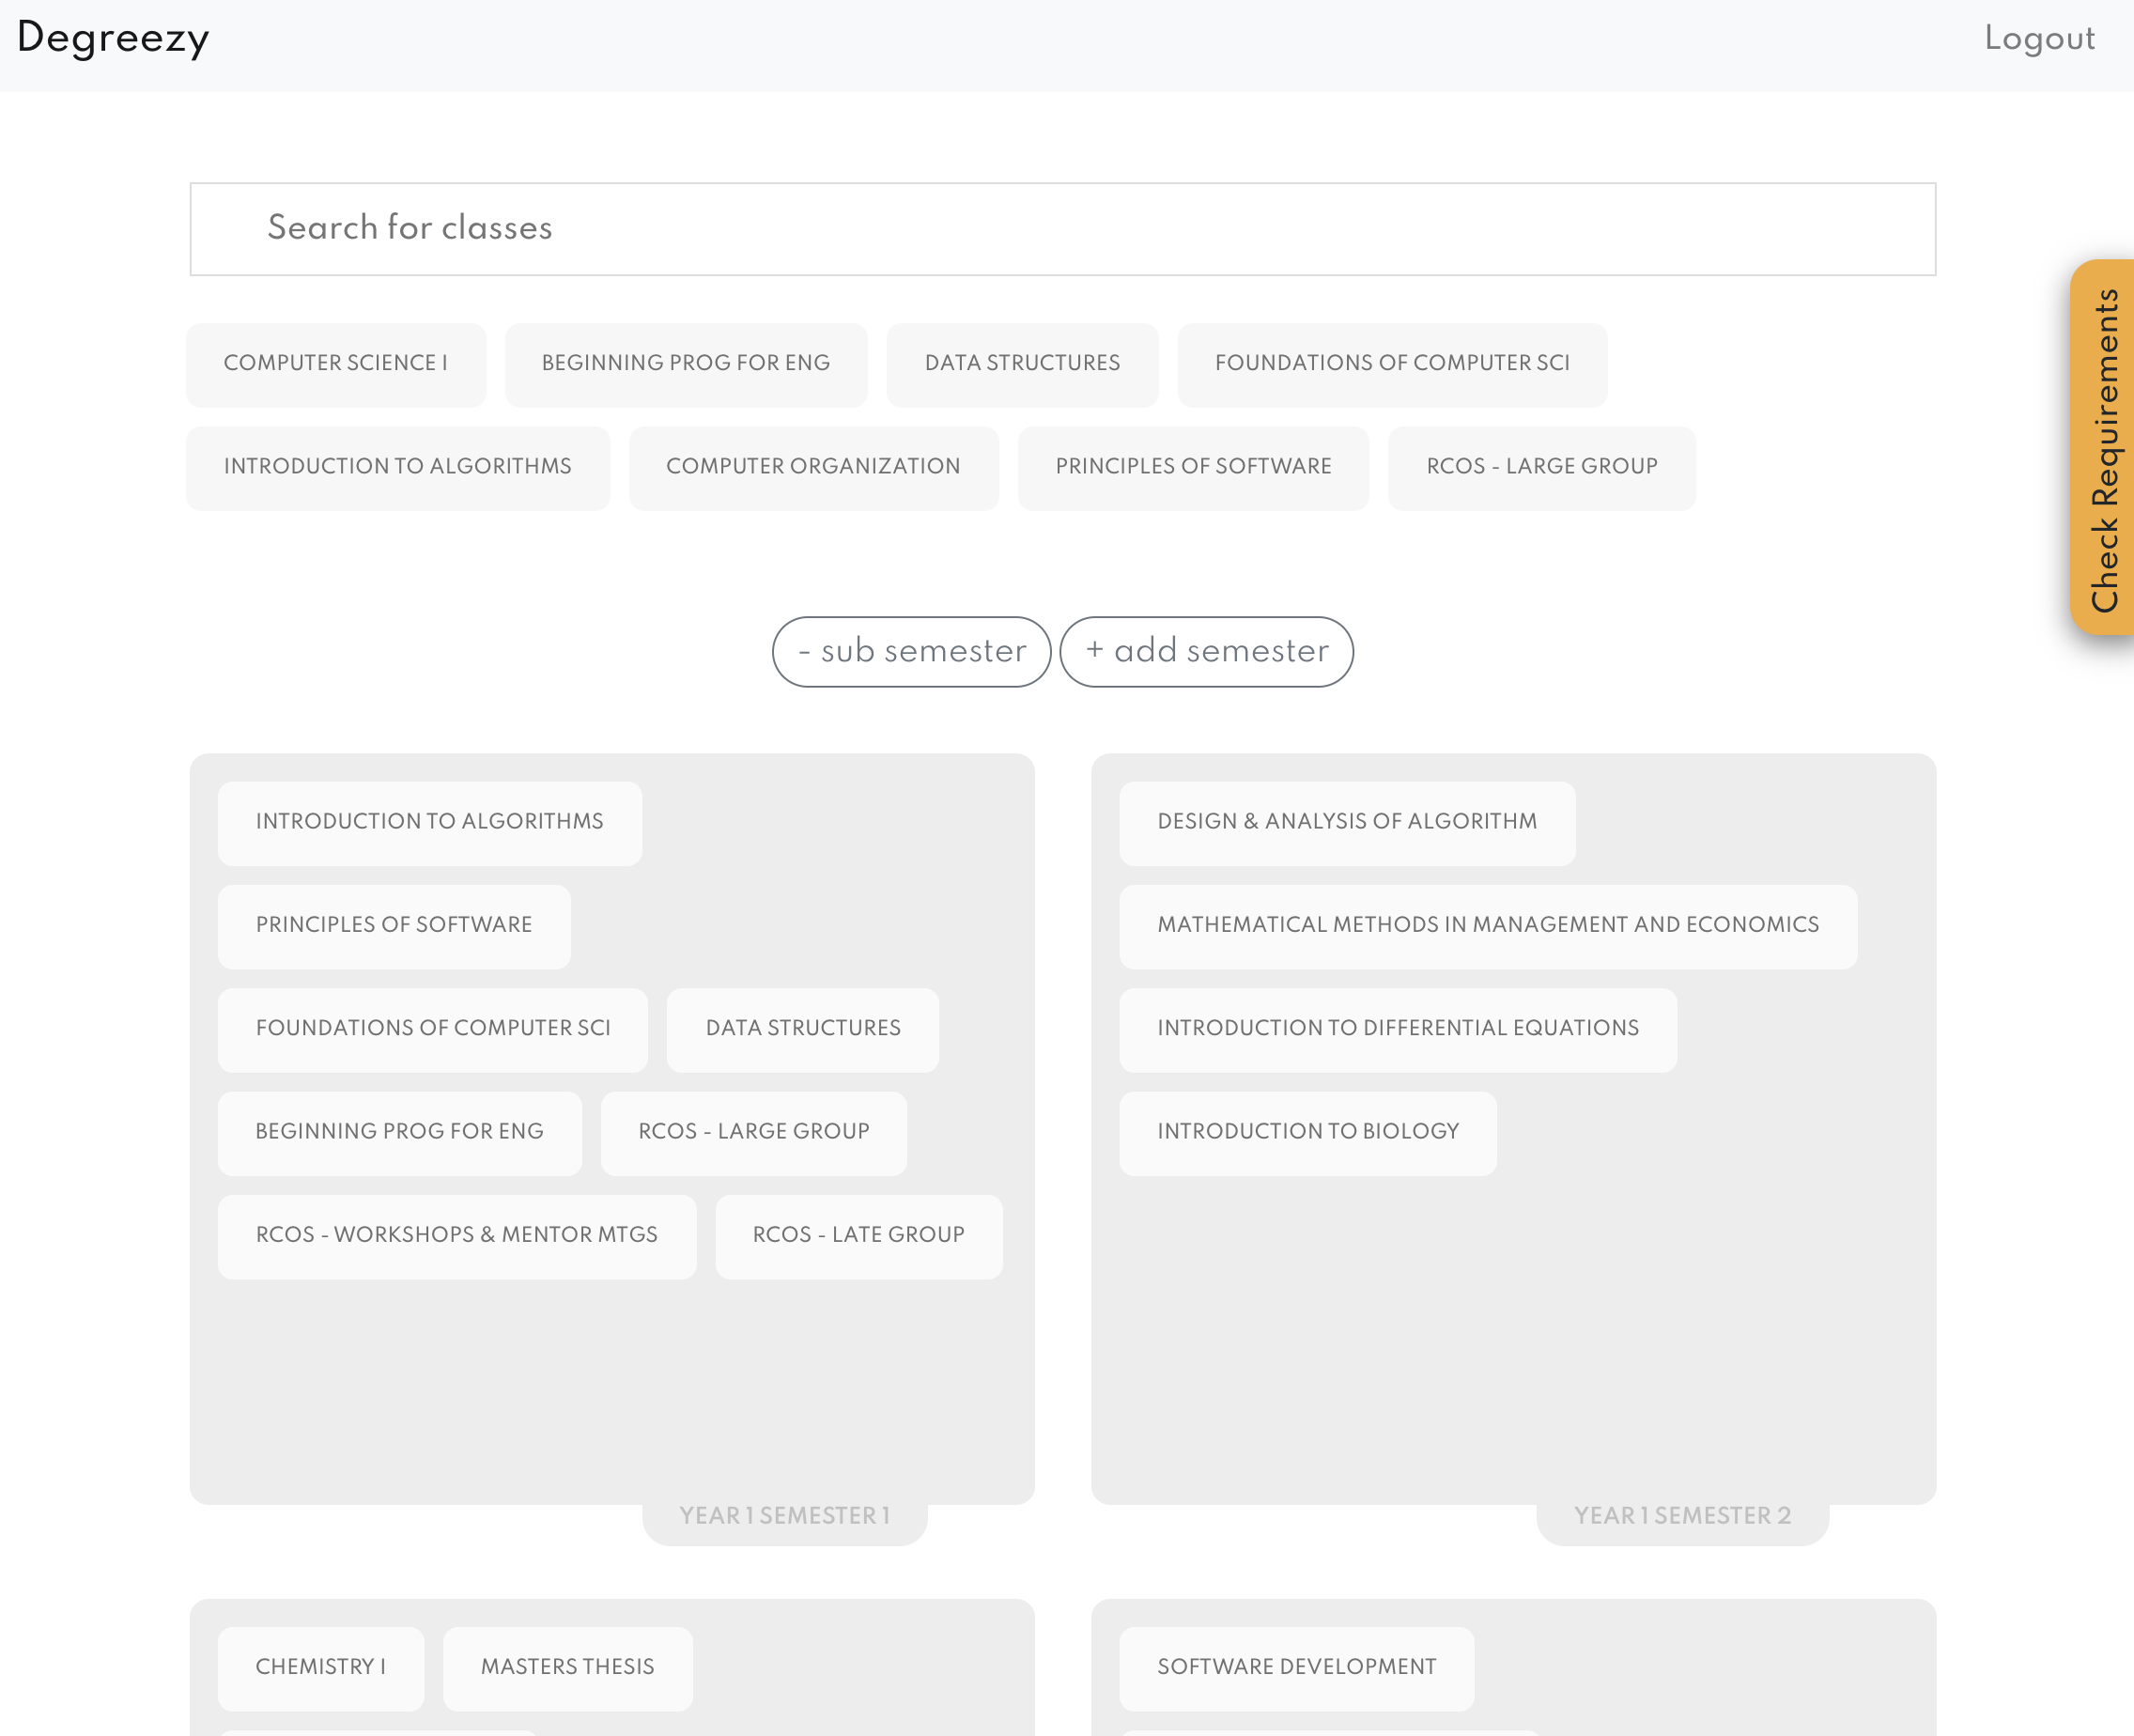 Degreezy
Logout
Search for classes
COMPUTER SCIENCE I
BEGINNING PROG FOR ENG
DATA STRUCTURES
FOUNDATIONS OF COMPUTER SCI
INTRODUCTION TO ALGORITHMS
COMPUTER ORGANIZATION
PRINCIPLES OF SOFTWARE
RCOS - LARGE GROUP
Check Requirements
- sub semester
+ add semester
INTRODUCTION TO ALGORITHMS
PRINCIPLES OF SOFTWARE
FOUNDATIONS OF COMPUTER SCI
DATA STRUCTURES
BEGINNING PROG FOR ENG
RCOS - LARGE GROUP
RCOS - WORKSHOPS & MENTOR MTGS
RCOS - LATE GROUP
YEAR 1 SEMESTER 1
DESIGN & ANALYSIS OF ALGORITHM
MATHEMATICAL METHODS IN MANAGEMENT AND ECONOMICS
INTRODUCTION TO DIFFERENTIAL EQUATIONS
INTRODUCTION TO BIOLOGY
YEAR 1 SEMESTER 2
CHEMISTRY I
MASTERS THESIS
SOFTWARE DEVELOPMENT